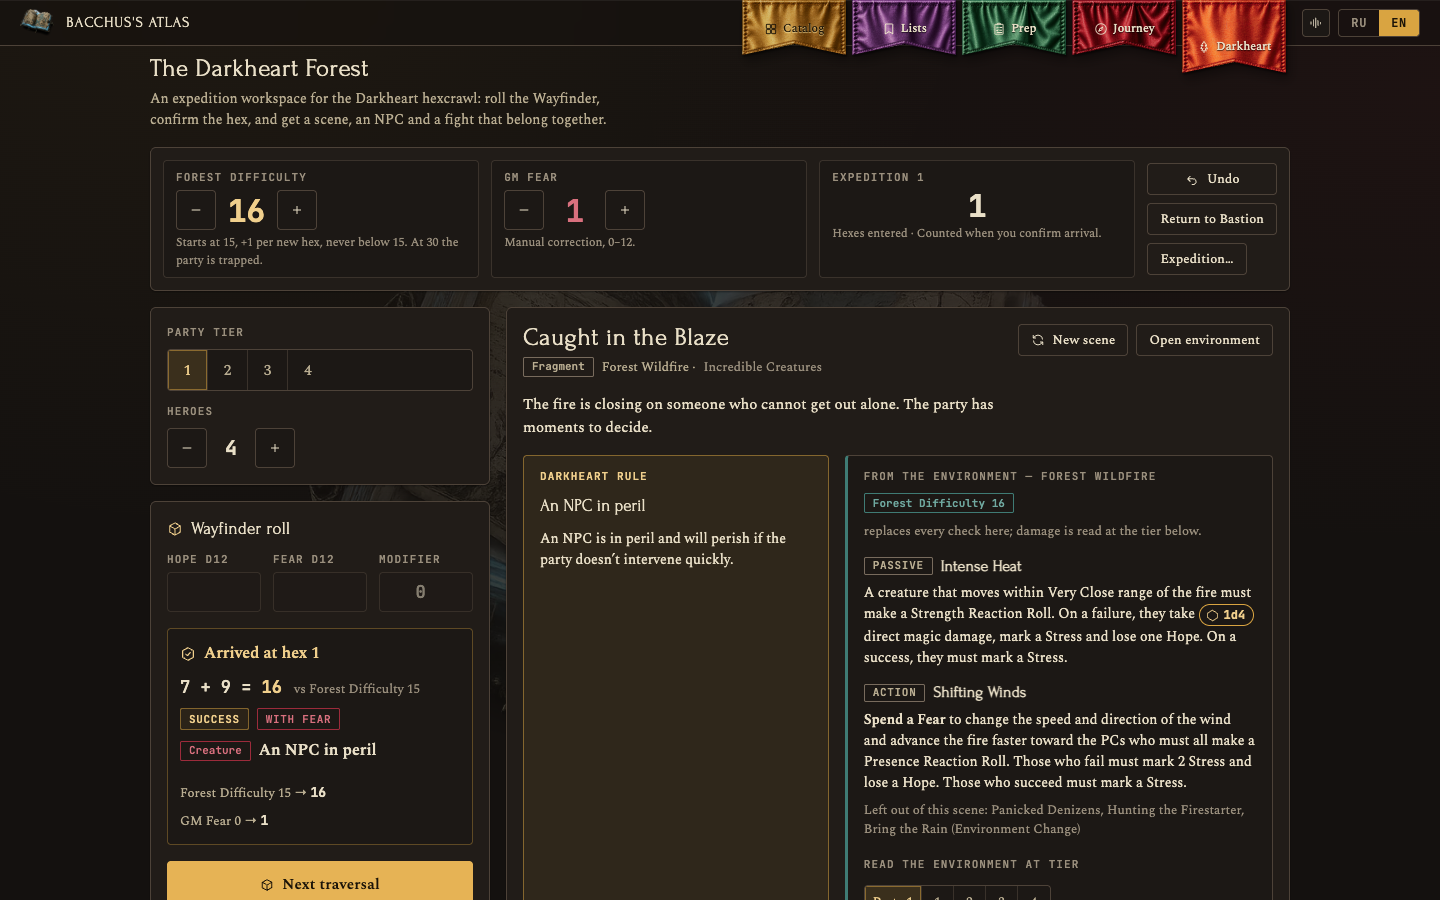 BACCHUS'S ATLAS
Catalog
Lists
Prep
Journey
Darkheart
RU
EN
The Darkheart Forest
An expedition workspace for the Darkheart hexcrawl: roll the Wayfinder,
confirm the hex, and get a scene, an NPC and a fight that belong together.
FOREST DIFFICULTY
− 16 +
Starts at 15, +1 per new hex, never below 15. At 30 the
party is trapped.
GM FEAR
− 1 +
Manual correction, 0–12.
EXPEDITION 1
1
Hexes entered · Counted when you confirm arrival.
Undo
Return to Bastion
Expedition…
PARTY TIER
1 2 3 4
HEROES
− 4 +
Wayfinder roll
HOPE D12 FEAR D12 MODIFIER
0
Arrived at hex 1
7 + 9 = 16 vs Forest Difficulty 15
SUCCESS WITH FEAR
Creature An NPC in peril
Forest Difficulty 15 → 16
GM Fear 0 → 1
Next traversal
Caught in the Blaze
New scene
Open environment
Fragment Forest Wildfire · Incredible Creatures
The fire is closing on someone who cannot get out alone. The party has
moments to decide.
DARKHEART RULE
An NPC in peril
An NPC is in peril and will perish if the
party doesn’t intervene quickly.
FROM THE ENVIRONMENT — FOREST WILDFIRE
Forest Difficulty 16
replaces every check here; damage is read at the tier below.
PASSIVE Intense Heat
A creature that moves within Very Close range of the fire must
make a Strength Reaction Roll. On a failure, they take 1d4
direct magic damage, mark a Stress and lose one Hope. On a
success, they must mark a Stress.
ACTION Shifting Winds
Spend a Fear to change the speed and direction of the wind
and advance the fire faster toward the PCs who must all make a
Presence Reaction Roll. Those who fail must mark 2 Stress and
lose a Hope. Those who succeed must mark a Stress.
Left out of this scene: Panicked Denizens, Hunting the Firestarter,
Bring the Rain (Environment Change)
READ THE ENVIRONMENT AT TIER